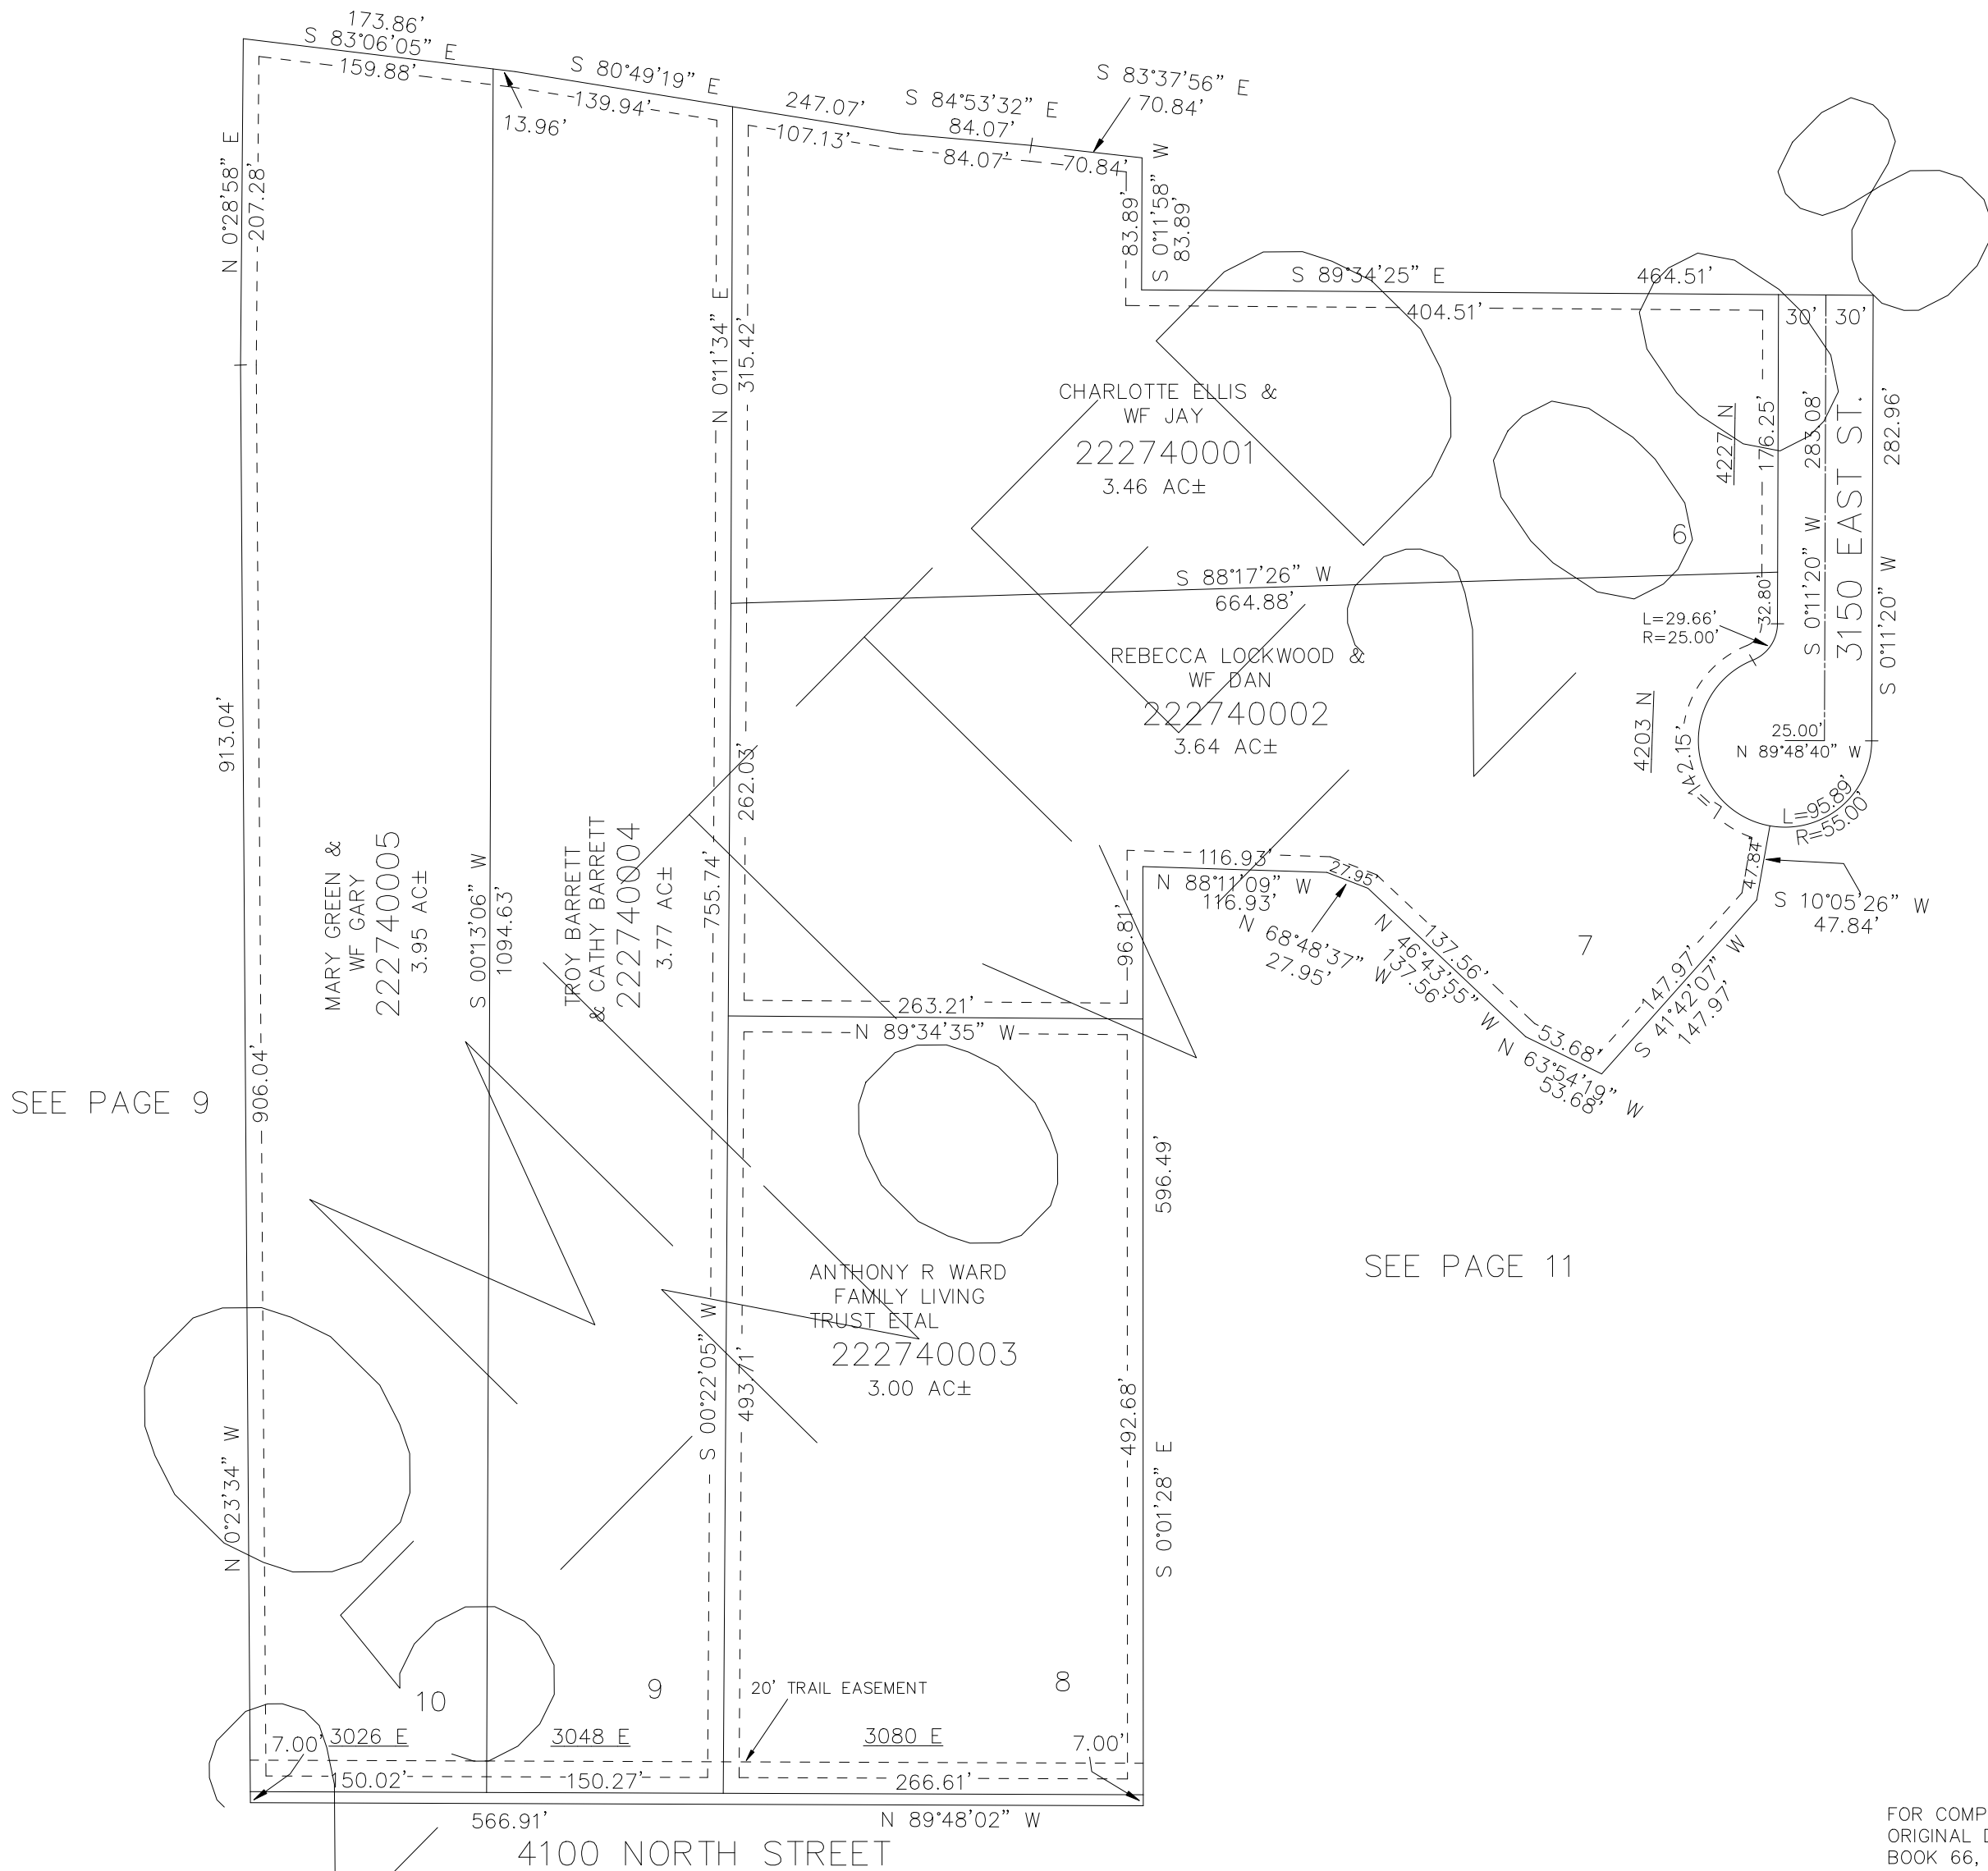 173.86'
S 83°06'05" E
159.88'
S 80°49'19" E
139.94'
13.96'
247.07'
107.13'
S 84°53'32" E
84.07'
84.07'
S 83°37'56" E
70.84'
70.84'
N 0°28'58" E
207.28'
83.89'
S 0°11'58" W
83.89'
S 89°34'25" E
464.51'
404.51'
30'
30'
N 0°11'34" E
315.42'
CHARLOTTE ELLIS &
WF JAY
222740001
3.46 AC±
4227 N
176.25'
283.08'
S 0°11'20" W
3150 EAST ST.
282.96'
S 0°11'20" W
6
S 88°17'26" W
664.88'
32.80'
L=29.66'
R=25.00'
REBECCA LOCKWOOD &
WF DAN
222740002
3.64 AC±
4203 N
L=142.15'
25.00'
N 89°48'40" W
L=95.89'
R=55.00'
913.04'
262.03'
MARY GREEN &
WF GARY
222740005
3.95 AC±
S 00°13'06" W
1094.63'
TROY BARRETT
& CATHY BARRETT
222740004
3.77 AC±
755.74'
116.93'
N 88°11'09" W
116.93'
27.95'
N 68°48'37" W
27.95'
47.84'
S 10°05'26" W
47.84'
96.81'
137.56'
N 46°43'55" W
137.56'
7
147.97'
S 41°42'07" W
147.97'
53.68'
N 63°54'19" W
53.68'
263.21'
N 89°34'35" W
906.04'
SEE PAGE 9
596.49'
SEE PAGE 11
ANTHONY R WARD
FAMILY LIVING
TRUST ETAL
222740003
3.00 AC±
S 00°22'05" W
493.71'
492.68'
N 0°23'34" W
S 0°01'28" E
10
9
8
20' TRAIL EASEMENT
7.00'
3026 E
3048 E
3080 E
7.00'
150.02'
150.27'
266.61'
566.91'
N 89°48'02" W
4100 NORTH STREET
FOR COMP
ORIGINAL D
BOOK 66,